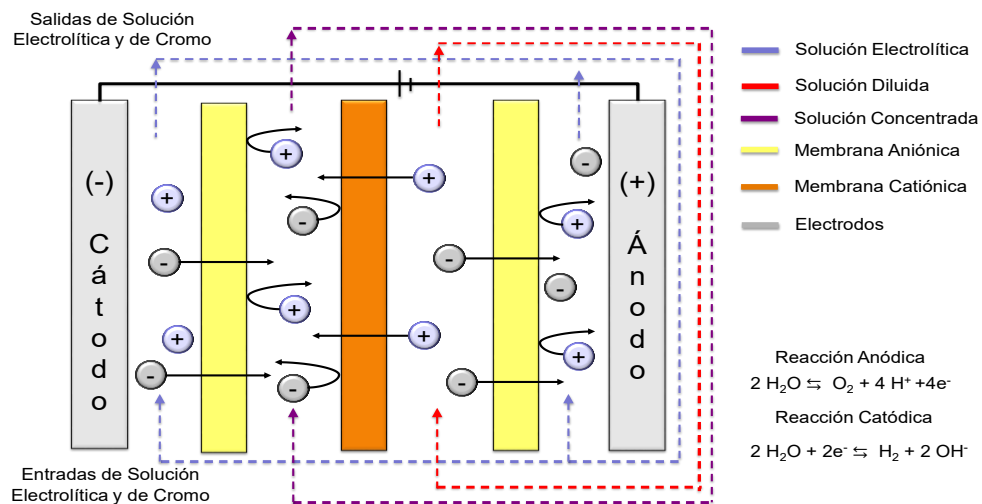 Salidas de Solución
Electrolítica y de Cromo
(-)
Cátodo
(+)
Ánodo
+
-
+
-
+
-
+
-
+
-
+
+
-
+
-
-
+
-
Solución Electrolítica
Solución Diluida
Solución Concentrada
Membrana Aniónica
Membrana Catiónica
Electrodos
Reacción Anódica
2 H₂O ⇆ O₂ + 4 H⁺ +4e⁻
Reacción Catódica
2 H₂O + 2e⁻ ⇆ H₂ + 2 OH⁻
Entradas de Solución
Electrolítica y de Cromo